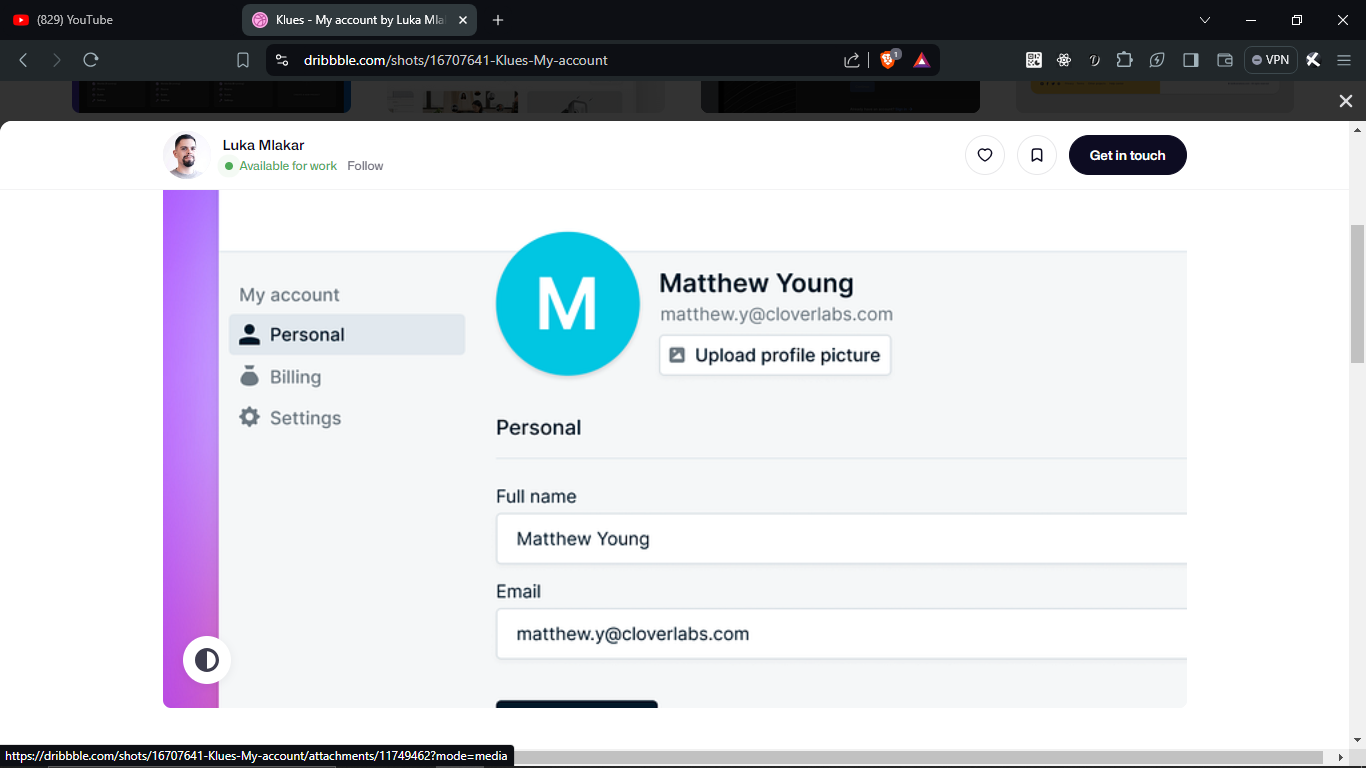 (829) YouTube
Klues - My account by Luka Mla
dribbble.com/shots/16707641-Klues-My-account
1
VPN
Luka Mlakar
Available for work Follow
Get in touch
M
Matthew Young
matthew.y@cloverlabs.com
Upload profile picture
My account
Personal
Billing
Settings
Personal
Full name
Matthew Young
Email
matthew.y@cloverlabs.com
https://dribbble.com/shots/16707641-Klues-My-account/attachments/11749462?mode=media